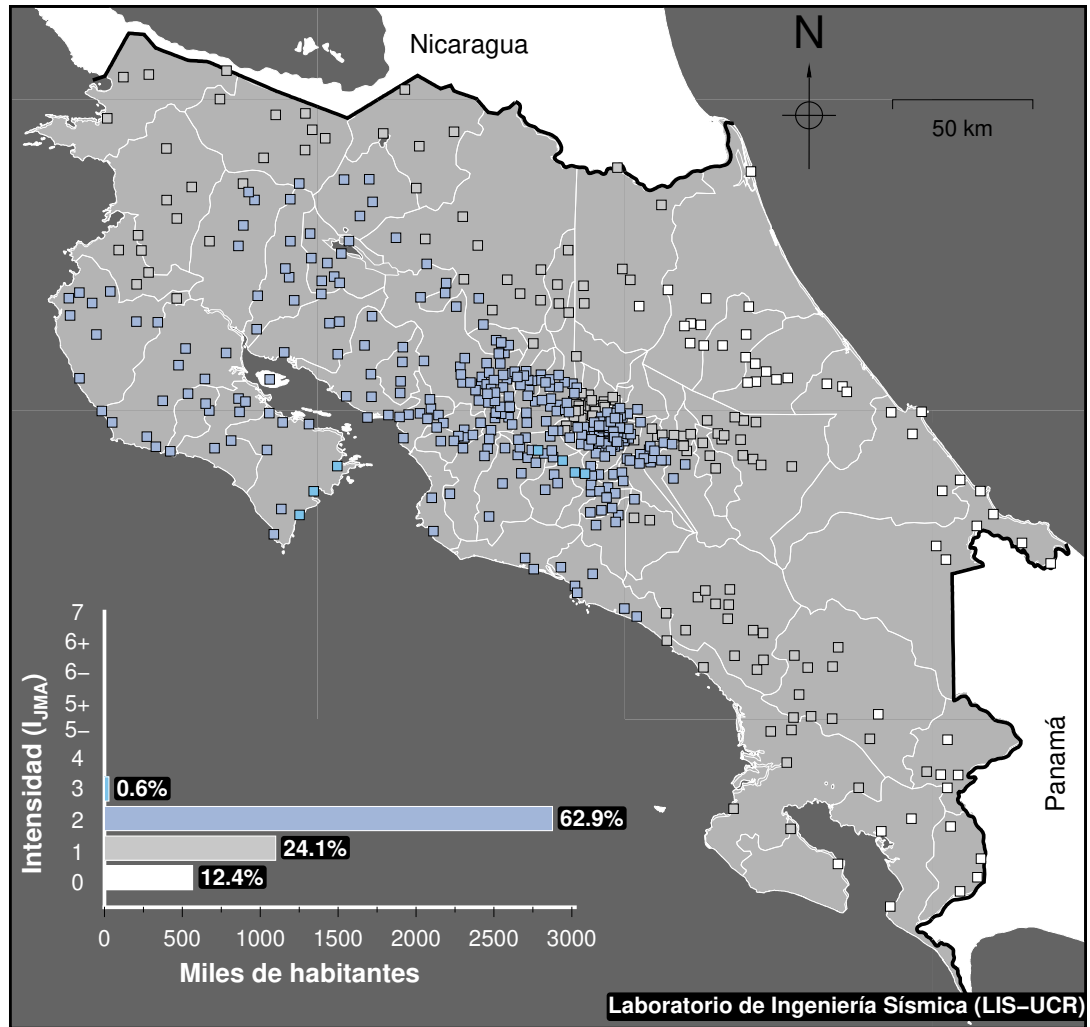 Nicaragua
N
50 km
Panamá
Intensidad (I_JMA)
7
6+
6−
5+
5−
4
3
2
1
0
0.6%
62.9%
24.1%
12.4%
0 500 1000 1500 2000 2500 3000
Miles de habitantes
Laboratorio de Ingeniería Sísmica (LIS−UCR)